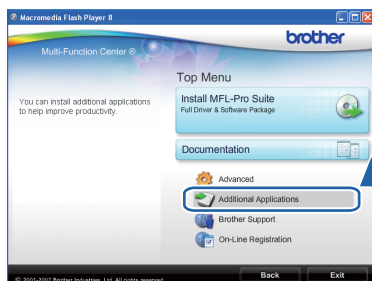 Macromedia Flash Player 8
brother
Multi-Function Center ®
Top Menu
You can install additional applications
to help improve productivity.
Install MFL-Pro Suite
Full Driver & Software Package
Documentation
Advanced
Additional Applications
Brother Support
On-Line Registration
Back
Exit
© 2001-2007 Brother Industries, Ltd. All rights reserved.